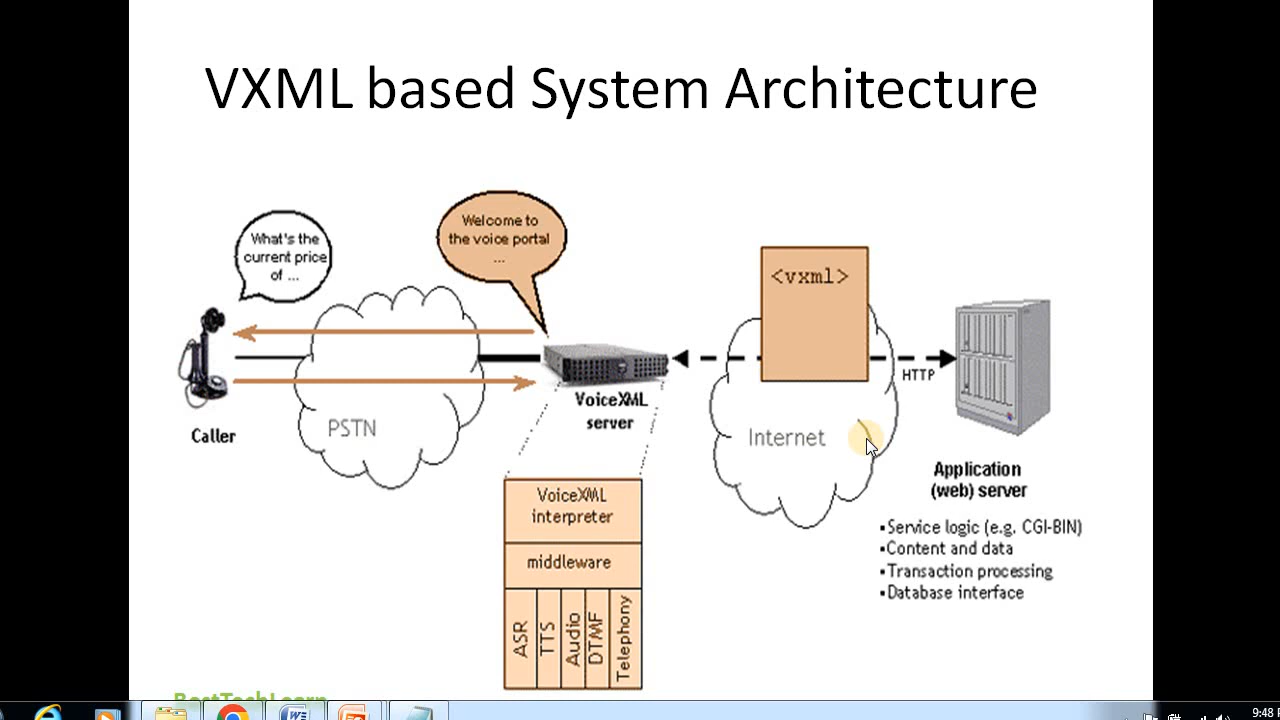 VXML based System Architecture
What's the
current price
of ...
Welcome to
the voice portal
...
<vxml>
HTTP
Caller
PSTN
VoiceXML
server
Internet
Application
(web) server
▪Service logic (e.g. CGI-BIN)
▪Content and data
▪Transaction processing
▪Database interface
VoiceXML
interpreter
middleware
ASR
TTS
Audio
DTMF
Telephony
BestTechLearn
9:48